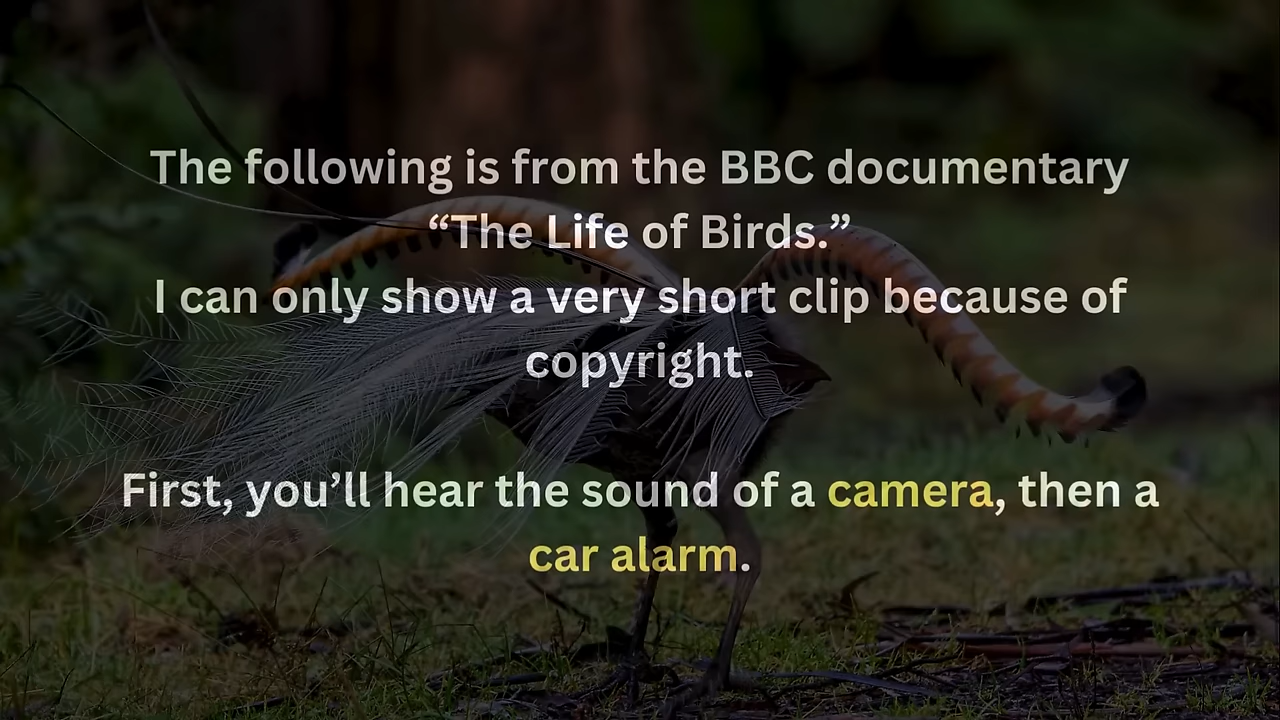 The following is from the BBC documentary
“The Life of Birds.”
I can only show a very short clip because of
copyright.
First, you’ll hear the sound of a camera, then a
car alarm.